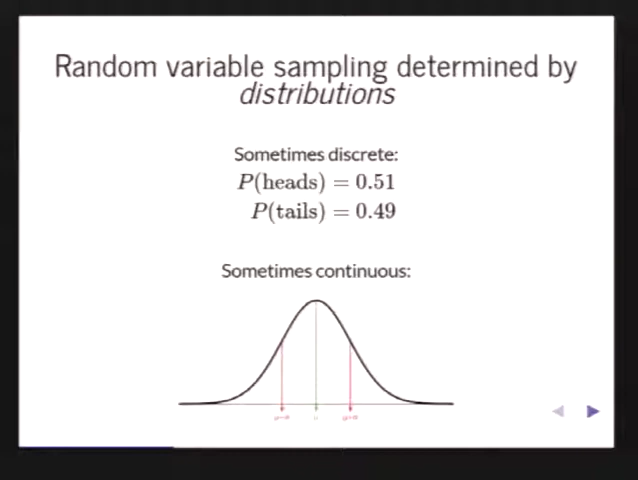 Random variable sampling determined by
distributions
Sometimes discrete:
P(heads) = 0.51
P(tails) = 0.49
Sometimes continuous: